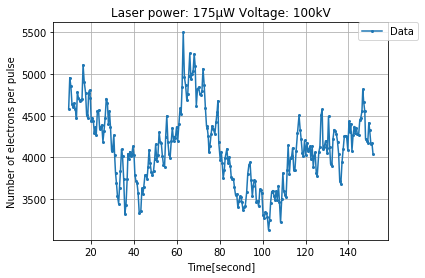 Laser power: 175μW Voltage: 100kV
Data
Number of electrons per pulse
5500
5000
4500
4000
3500
20 40 60 80 100 120 140
Time[second]